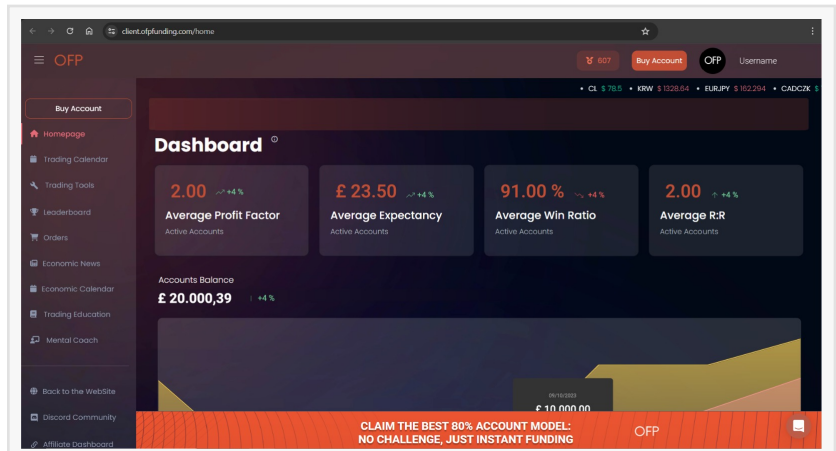 client.ofpfunding.com/home
OFP
607
Buy Account
OFP
Username
• CL $ 78.5 • KRW $ 1328.64 • EURJPY $ 162.294 • CADCZK $
Buy Account
Homepage
Trading Calendar
Trading Tools
Leaderboard
Orders
Economic News
Economic Calendar
Trading Education
Mental Coach
Back to the WebSite
Discord Community
Affiliate Dashboard
Dashboard
2.00 +4 %
Average Profit Factor
Active Accounts
£ 23.50 +4 %
Average Expectancy
Active Accounts
91.00 % +4 %
Average Win Ratio
Active Accounts
2.00 +4 %
Average R:R
Active Accounts
Accounts Balance
£ 20.000,39 +4 %
09/10/2023
£ 10,000.00
CLAIM THE BEST 80% ACCOUNT MODEL:
NO CHALLENGE, JUST INSTANT FUNDING
OFP